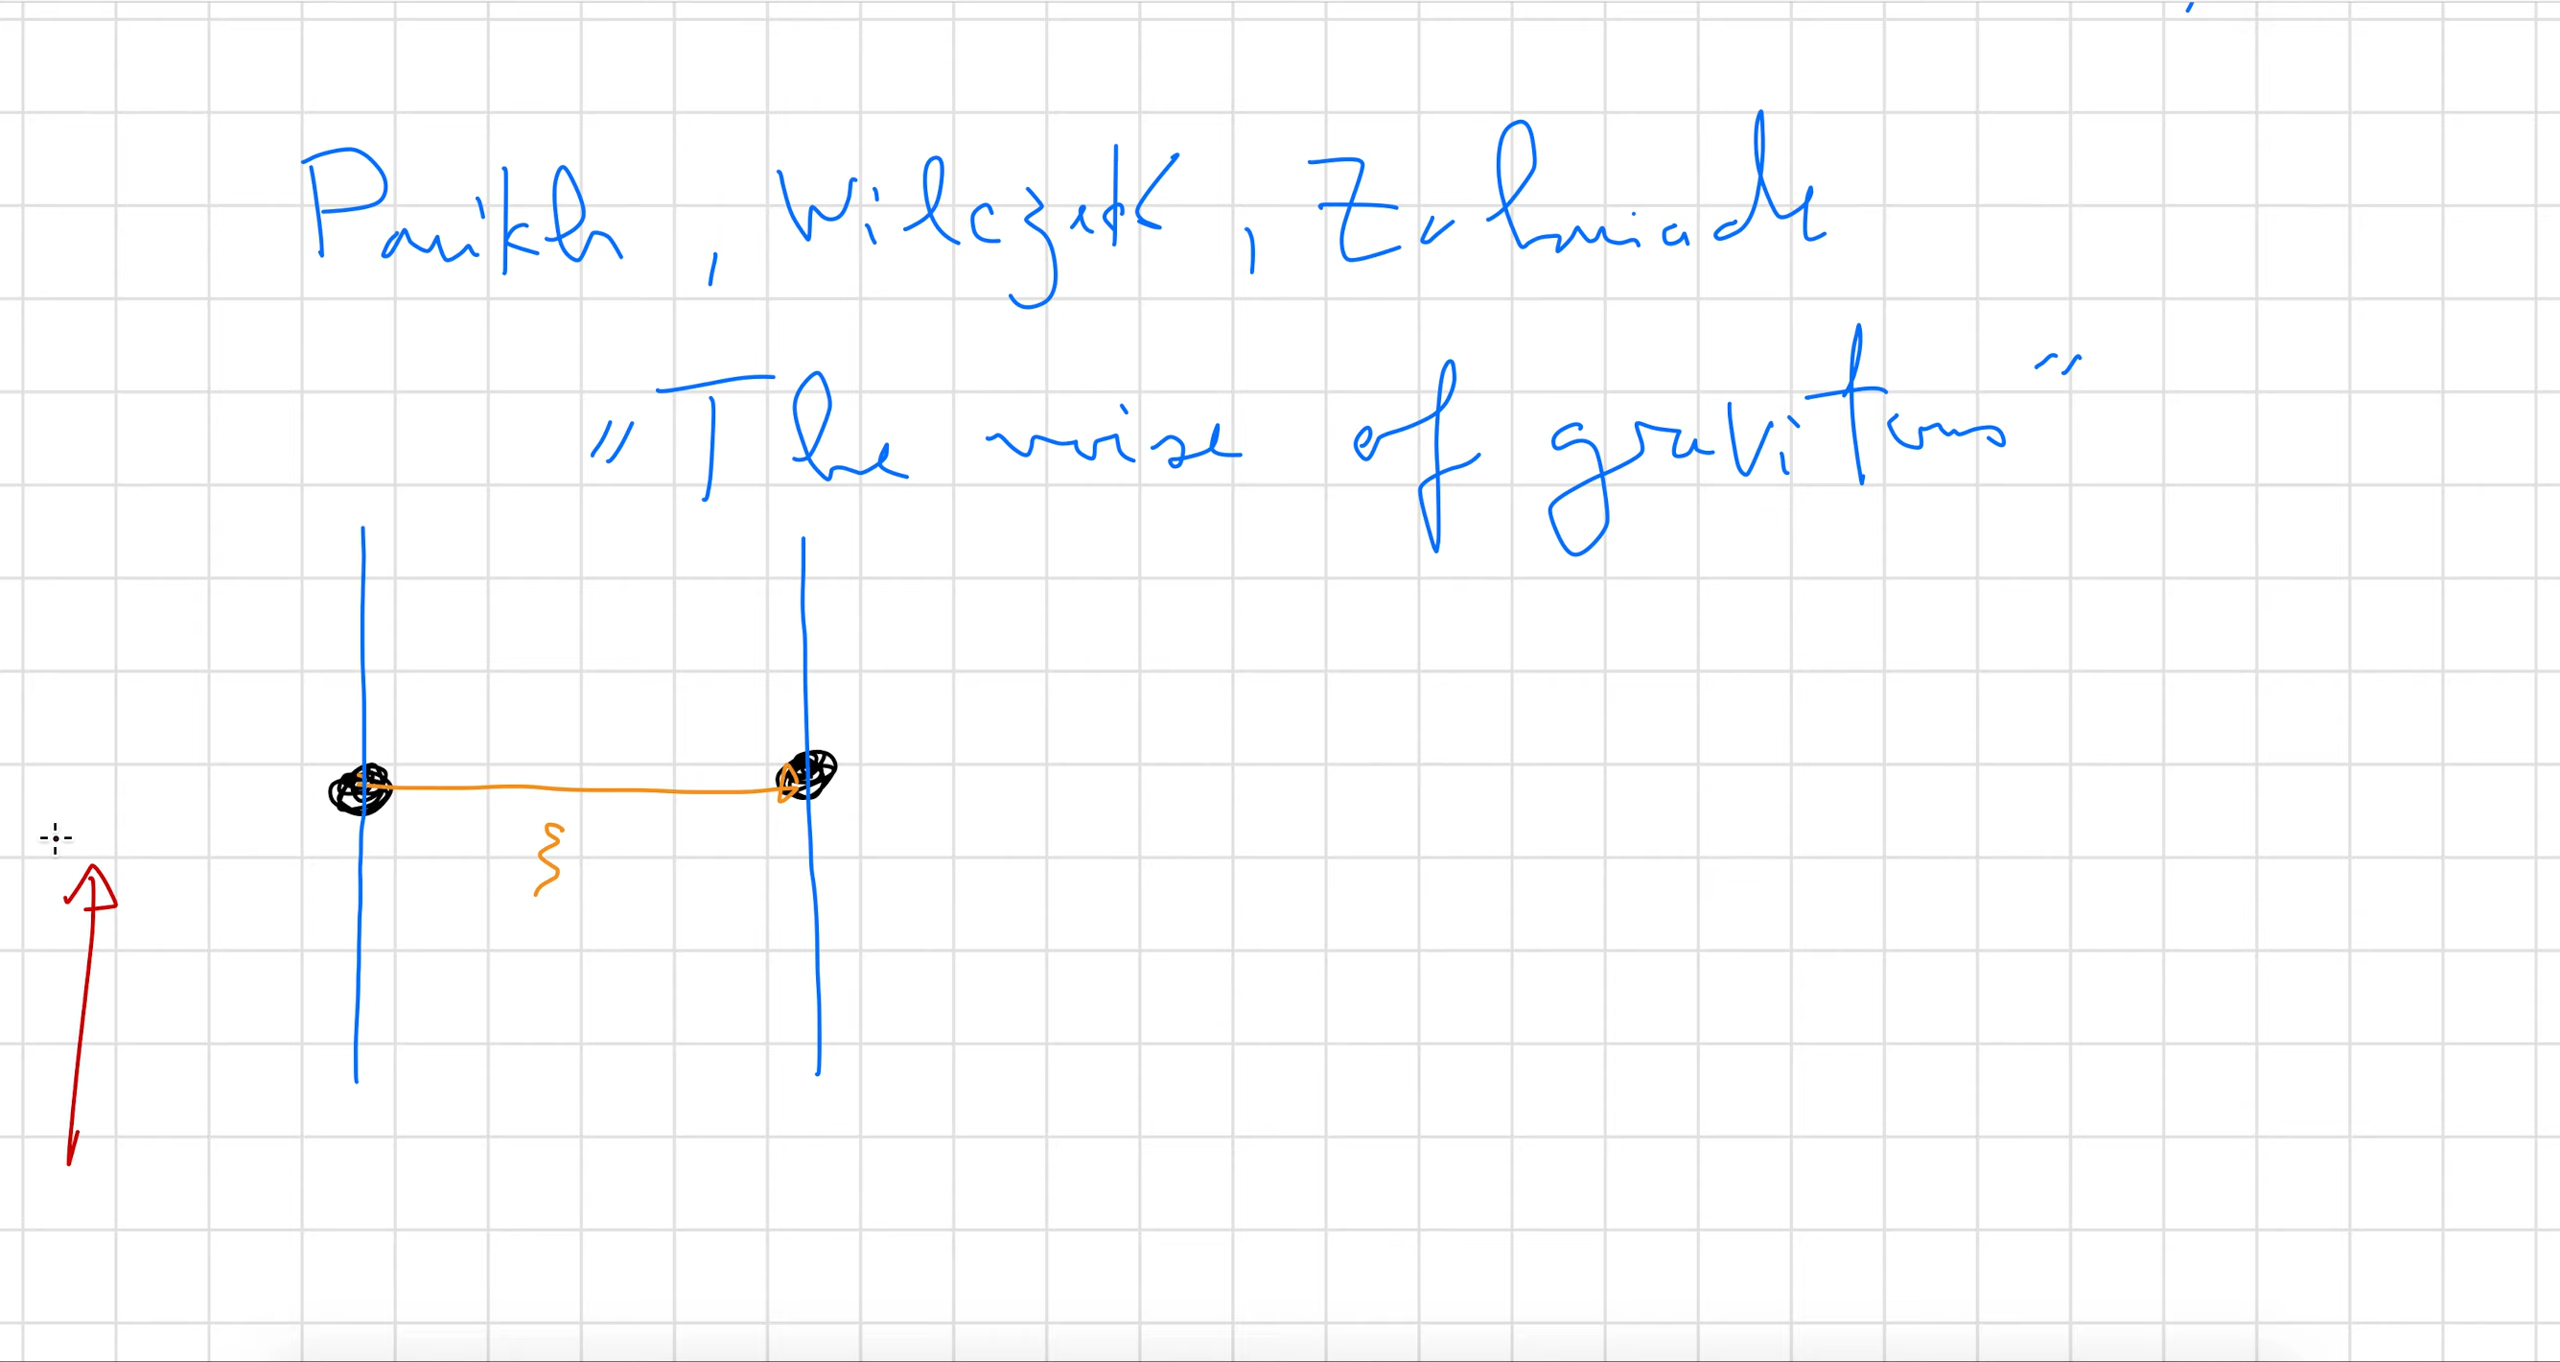 Parikh, Wilczek, Zahariade
"The noise of gravitons"
ξ